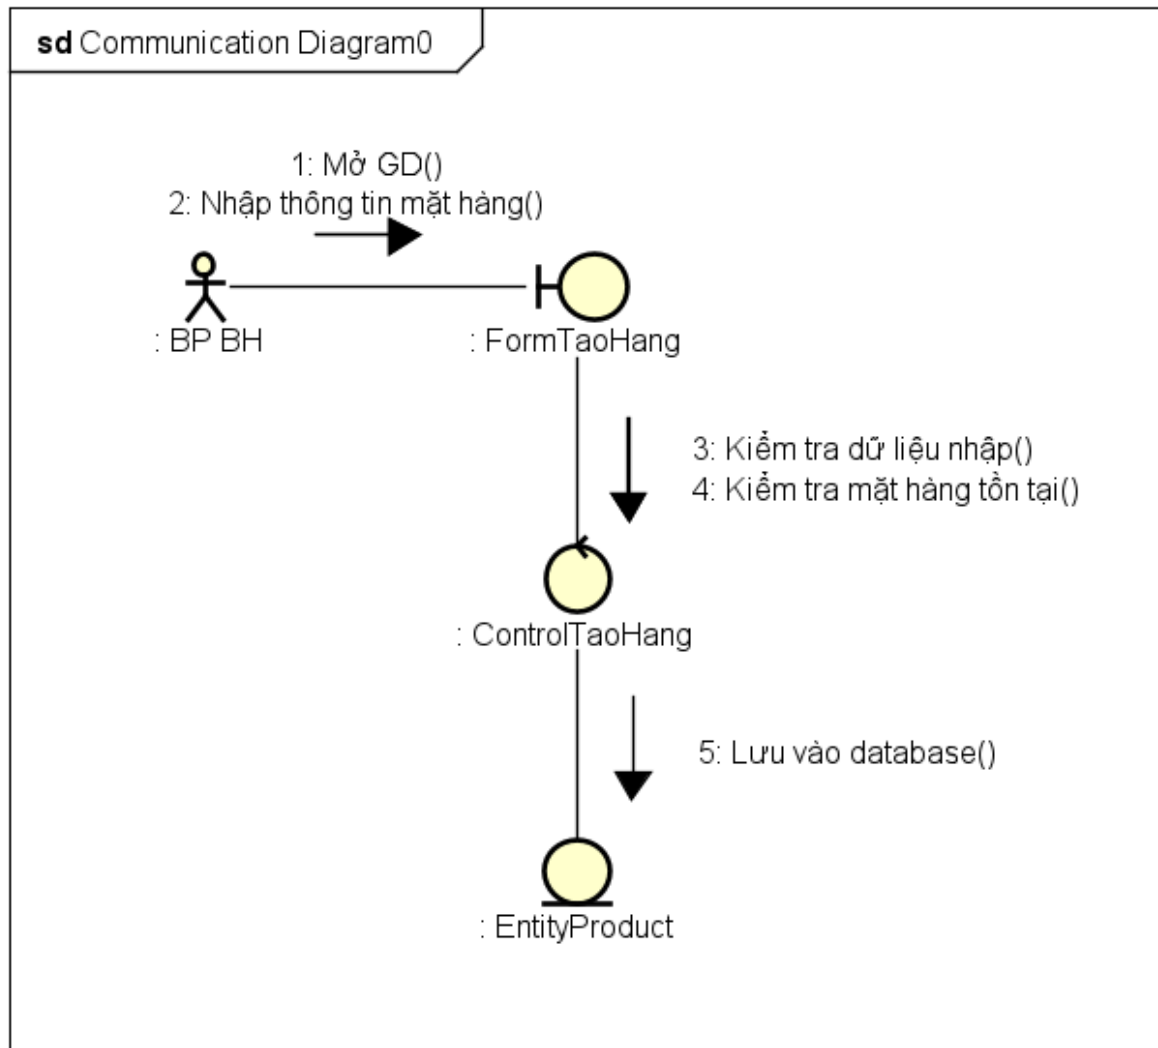 sd Communication Diagram0
1: Mở GD()
2: Nhập thông tin mặt hàng()
: BP BH
: FormTaoHang
3: Kiểm tra dữ liệu nhập()
4: Kiểm tra mặt hàng tồn tại()
: ControlTaoHang
5: Lưu vào database()
: EntityProduct